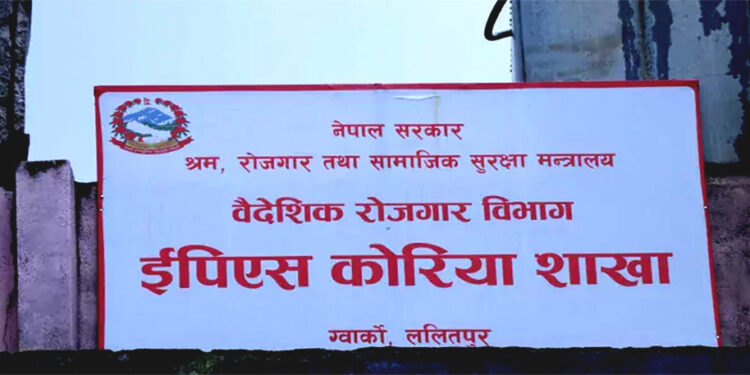 नेपाल सरकार
श्रम, रोजगार तथा सामाजिक सुरक्षा मन्त्रालय
वैदेशिक रोजगार विभाग
ईपिएस कोरिया शाखा
ग्वार्को, ललितपुर